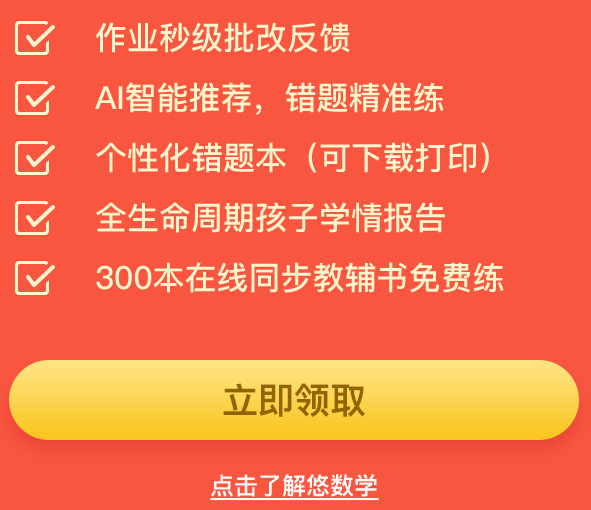 作业秒级批改反馈
AI智能推荐，错题精准练
个性化错题本（可下载打印）
全生命周期孩子学情报告
300本在线同步教辅书免费练
立即领取
点击了解悠数学